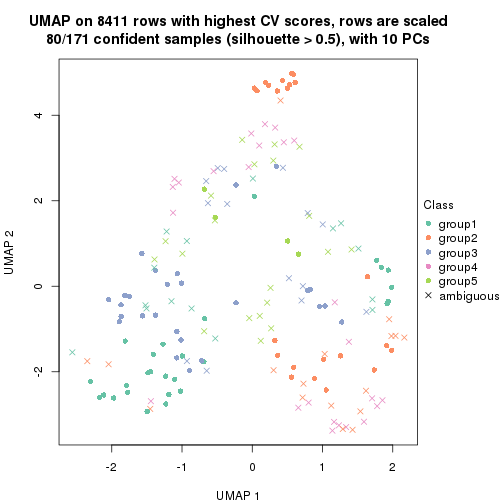 UMAP on 8411 rows with highest CV scores, rows are scaled
80/171 confident samples (silhouette > 0.5), with 10 PCs
4
2
0
-2
UMAP 2
-2
-1
0
1
2
UMAP 1
Class
group1
group2
group3
group4
group5
ambiguous